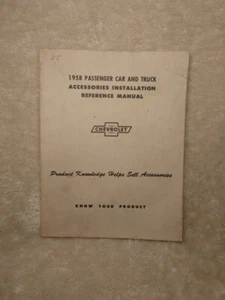 1958 PASSENGER CAR AND TRUCK
ACCESSORIES INSTALLATION
REFERENCE MANUAL
CHEVROLET
Product Knowledge Helps Sell Accessories
KNOW YOUR PRODUCT